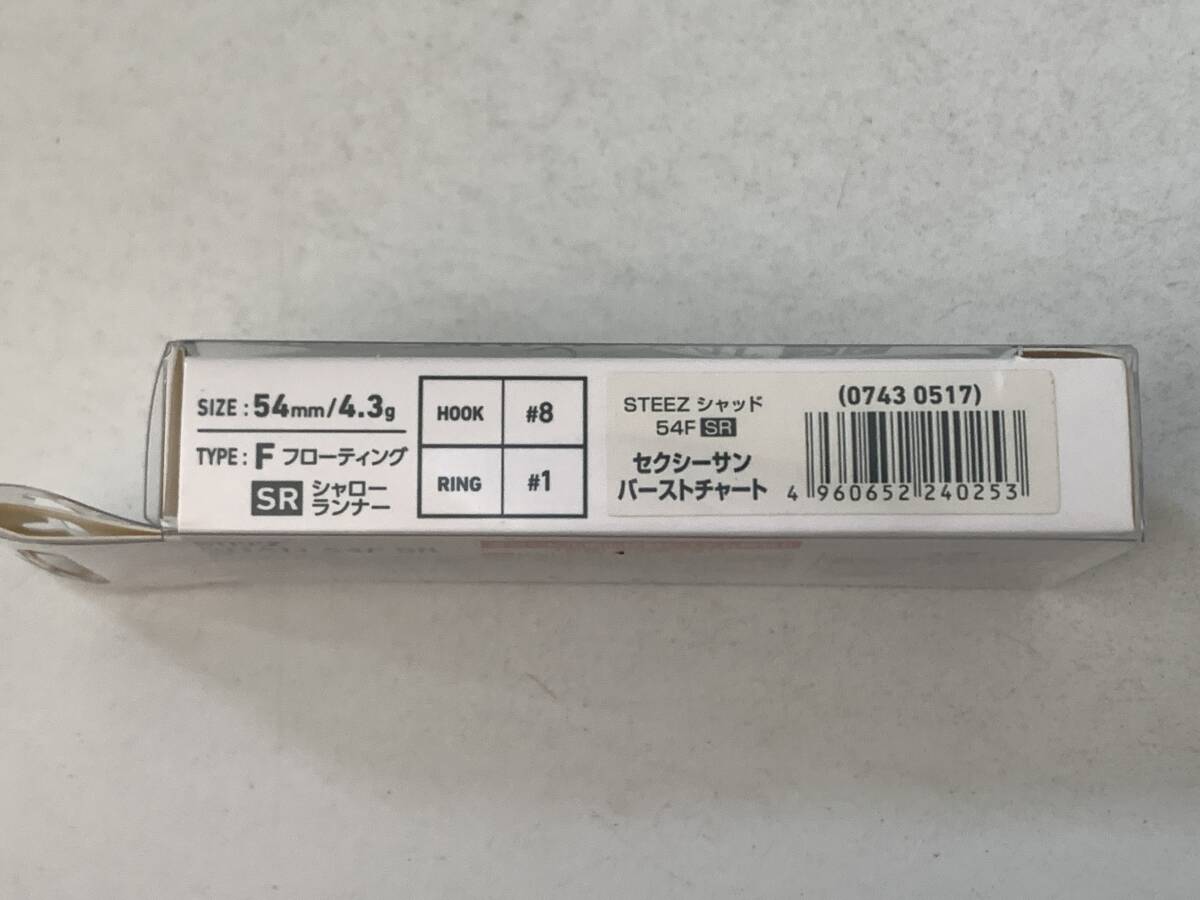 SIZE : 54mm/4.3g
TYPE : F フローティング
SR シャロー
ランナー
HOOK #8
RING #1
STEEZ シャッド
54F SR
セクシーサン
バーストチャート
(0743 0517)
4 960652 240253
54F SR